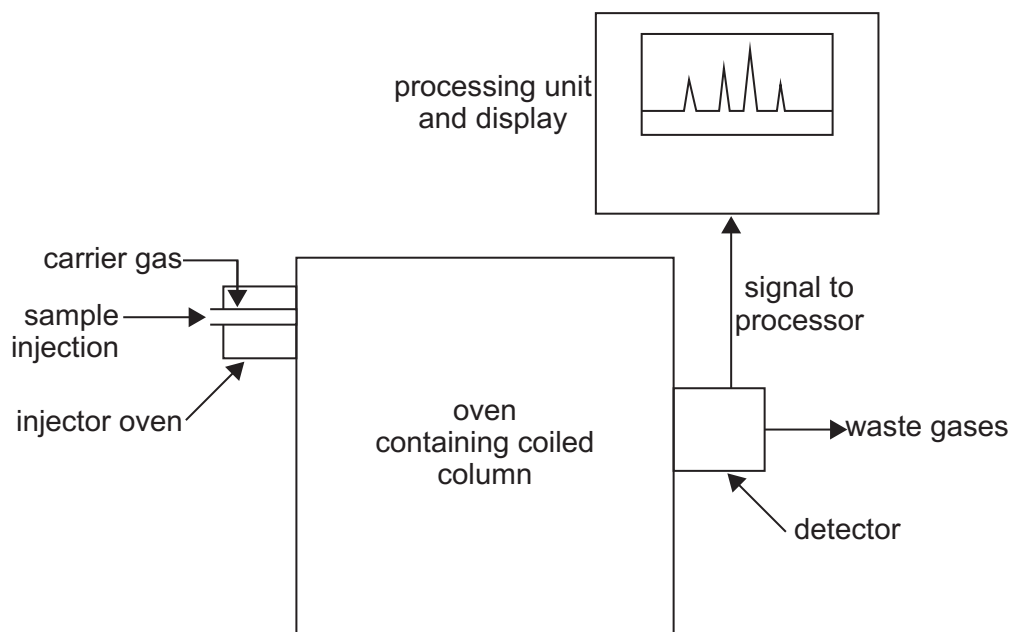 processing unit
and display
carrier gas
sample
injection
injector oven
signal to
processor
oven
containing coiled
column
waste gases
detector